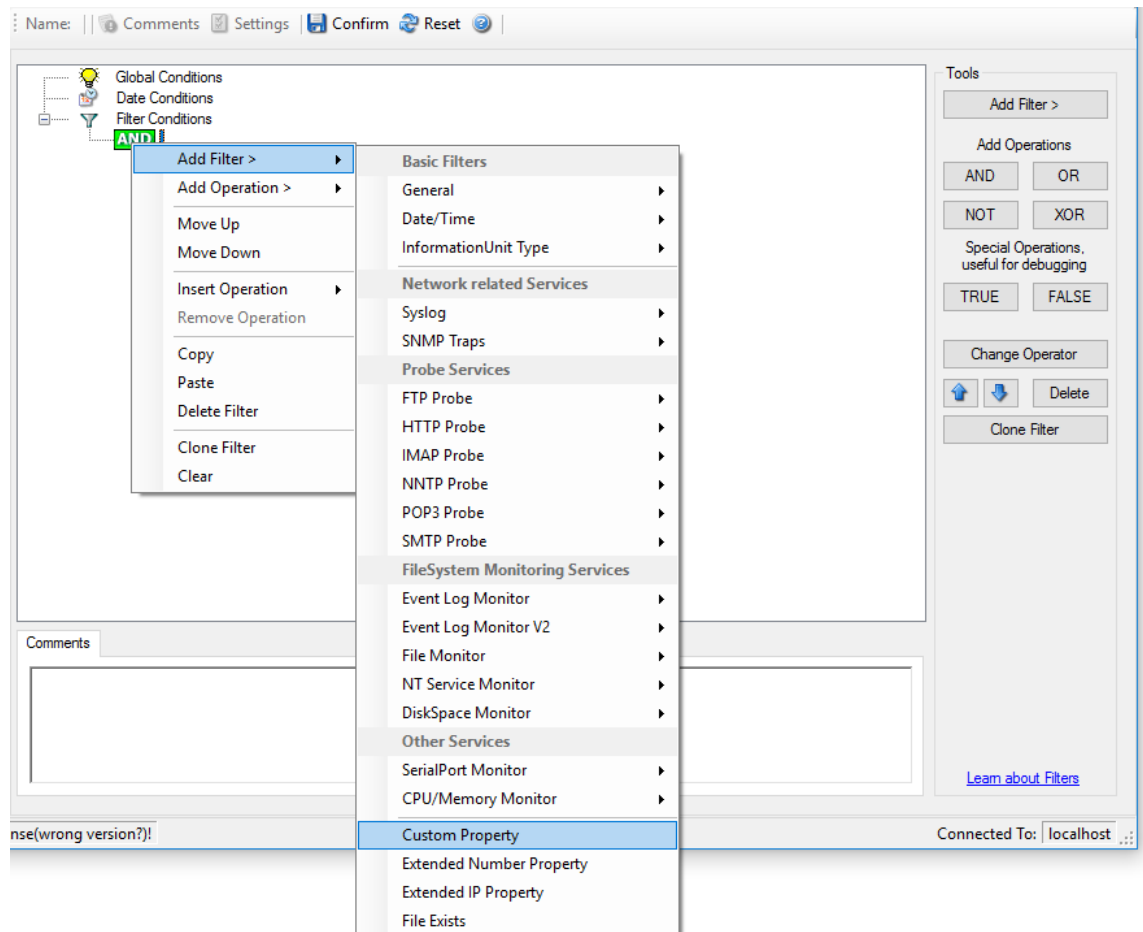 Name: Comments Settings Confirm Reset
Global Conditions
Date Conditions
Filter Conditions
AND
Add Filter >
Add Operation >
Move Up
Move Down
Insert Operation
Remove Operation
Copy
Paste
Delete Filter
Clone Filter
Clear
Basic Filters
General
Date/Time
InformationUnit Type
Network related Services
Syslog
SNMP Traps
Probe Services
FTP Probe
HTTP Probe
IMAP Probe
NNTP Probe
POP3 Probe
SMTP Probe
FileSystem Monitoring Services
Event Log Monitor
Event Log Monitor V2
File Monitor
NT Service Monitor
DiskSpace Monitor
Other Services
SerialPort Monitor
CPU/Memory Monitor
Custom Property
Extended Number Property
Extended IP Property
File Exists
Tools
Add Filter >
Add Operations
AND OR
NOT XOR
Special Operations,
useful for debugging
TRUE FALSE
Change Operator
Delete
Clone Filter
Learn about Filters
Comments
nse(wrong version?)!
Connected To: localhost